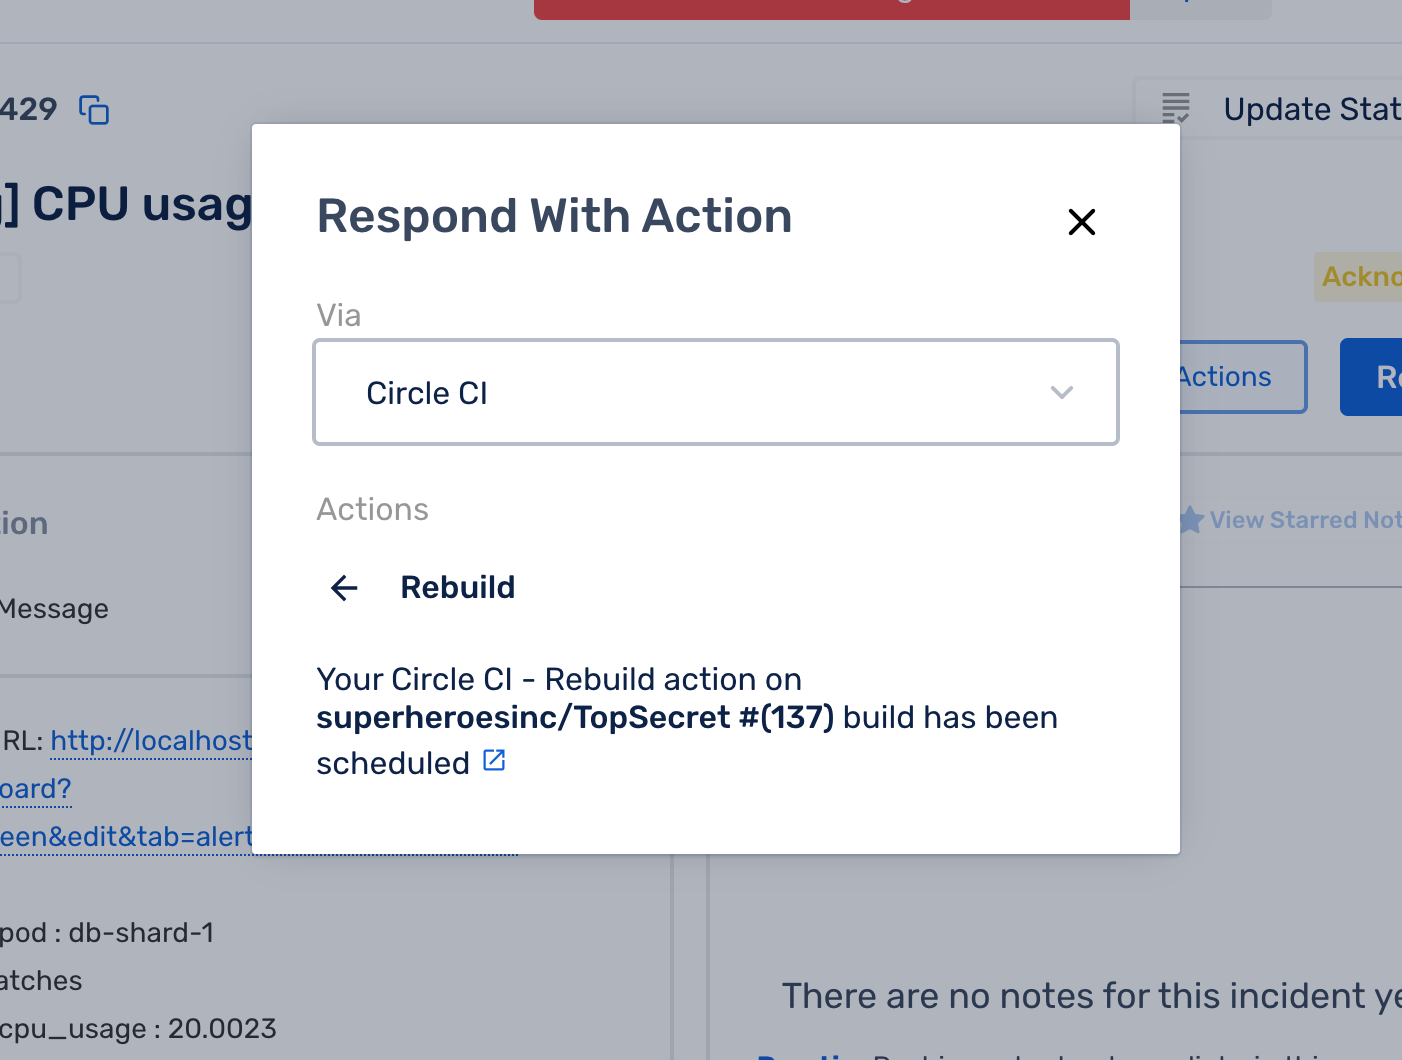 429
Update Stat
] CPU usag
Respond With Action
Ackno
Via
Circle CI
Actions
R
Actions
tion
View Starred Not
Rebuild
Message
Your Circle CI - Rebuild action on
superheroesinc/TopSecret #(137) build has been
scheduled
RL: http://localhost
oard?
een&edit&tab=alert
pod : db-shard-1
atches
cpu_usage : 20.0023
There are no notes for this incident ye